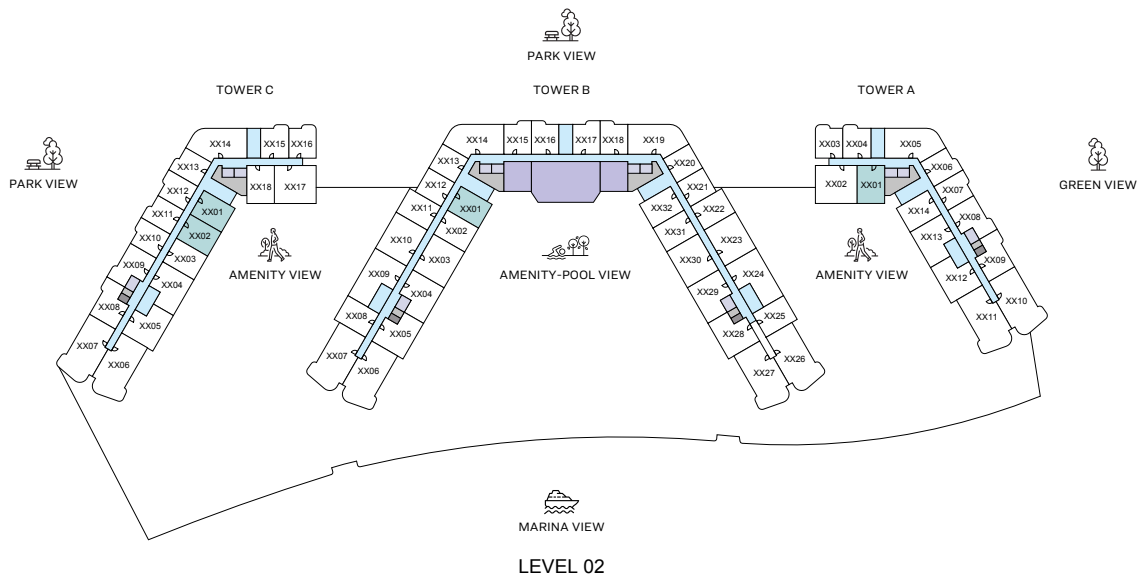 PARK VIEW
TOWER C
TOWER B
TOWER A
PARK VIEW
GREEN VIEW
XX14
XX15
XX16
XX13
XX12
XX11
XX10
XX09
XX08
XX07
XX06
XX05
XX04
XX03
XX02
XX01
XX18
XX17
AMENITY VIEW
XX14
XX15
XX16
XX17
XX18
XX19
XX13
XX12
XX11
XX10
XX09
XX08
XX07
XX06
XX05
XX04
XX03
XX02
XX01
XX20
XX21
XX22
XX23
XX24
XX25
XX26
XX27
XX28
XX29
XX30
XX31
XX32
AMENITY-POOL VIEW
XX03
XX04
XX05
XX02
XX01
XX06
XX07
XX08
XX09
XX10
XX11
XX12
XX13
XX14
AMENITY VIEW
MARINA VIEW
LEVEL 02